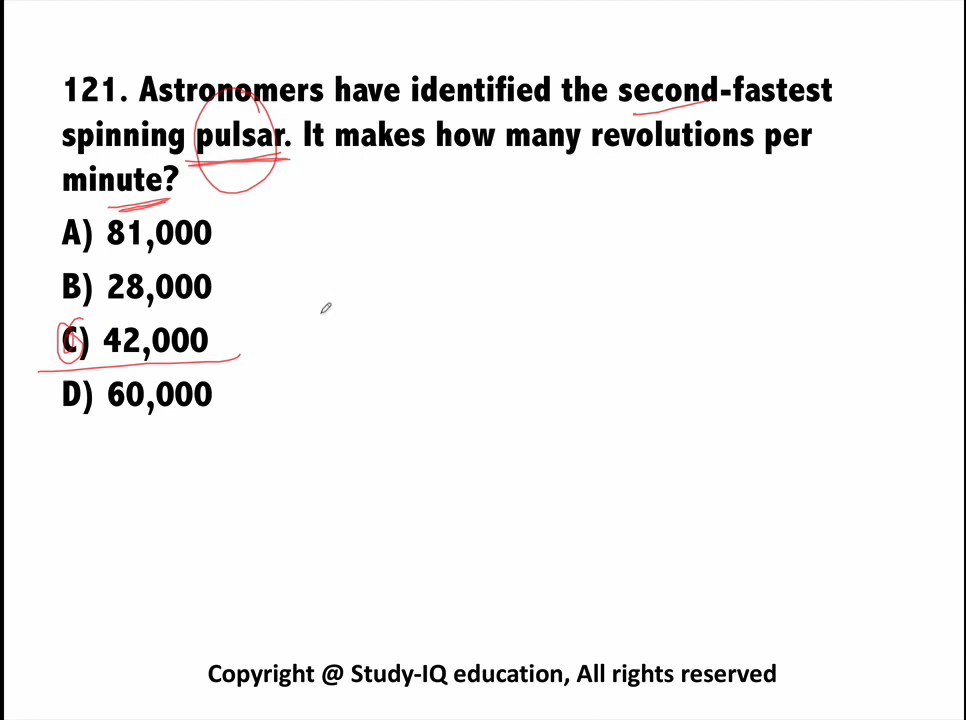 121. Astronomers have identified the second-fastest
spinning pulsar. It makes how many revolutions per
minute?
A) 81,000
B) 28,000
C) 42,000
D) 60,000
Copyright @ Study-IQ education, All rights reserved